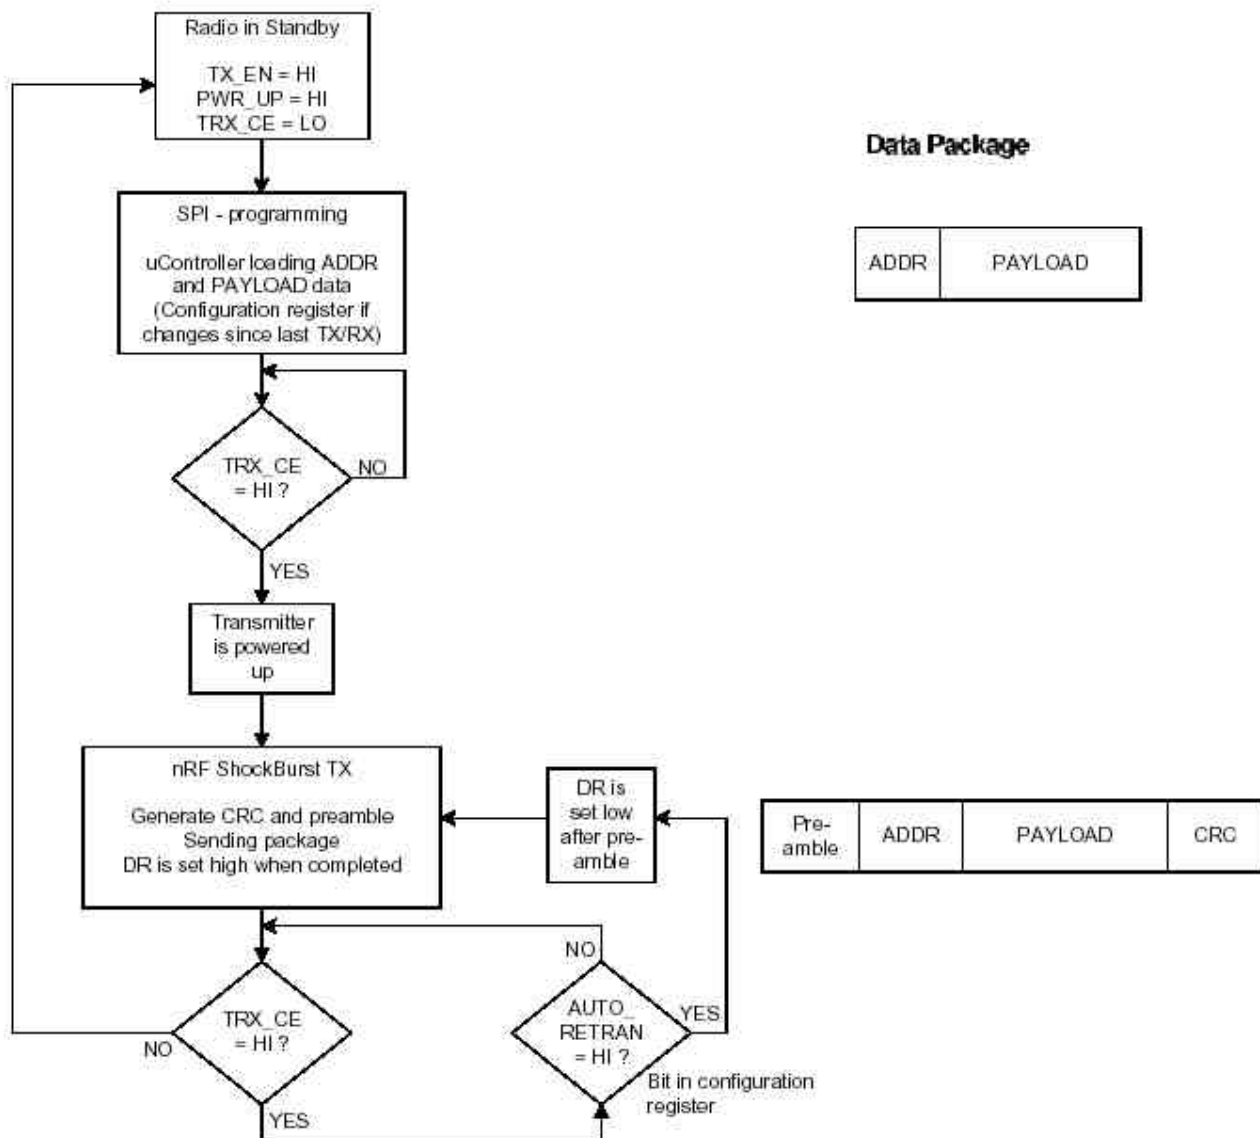 Radio in Standby
TX_EN = HI
PWR_UP = HI
TRX_CE = LO
Data Package
SPI - programming
uController loading ADDR
and PAYLOAD data
(Configuration register if
changes since last TX/RX)
ADDR PAYLOAD
TRX_CE
= HI ?
NO
YES
Transmitter
is powered
up
nRF ShockBurst TX
Generate CRC and preamble
Sending package
DR is set high when completed
DR is
set low
after pre-
amble
Pre-
amble
ADDR PAYLOAD CRC
TRX_CE
= HI ?
NO
YES
NO
AUTO_
RETRAN
= HI ?
YES
Bit in configuration
register